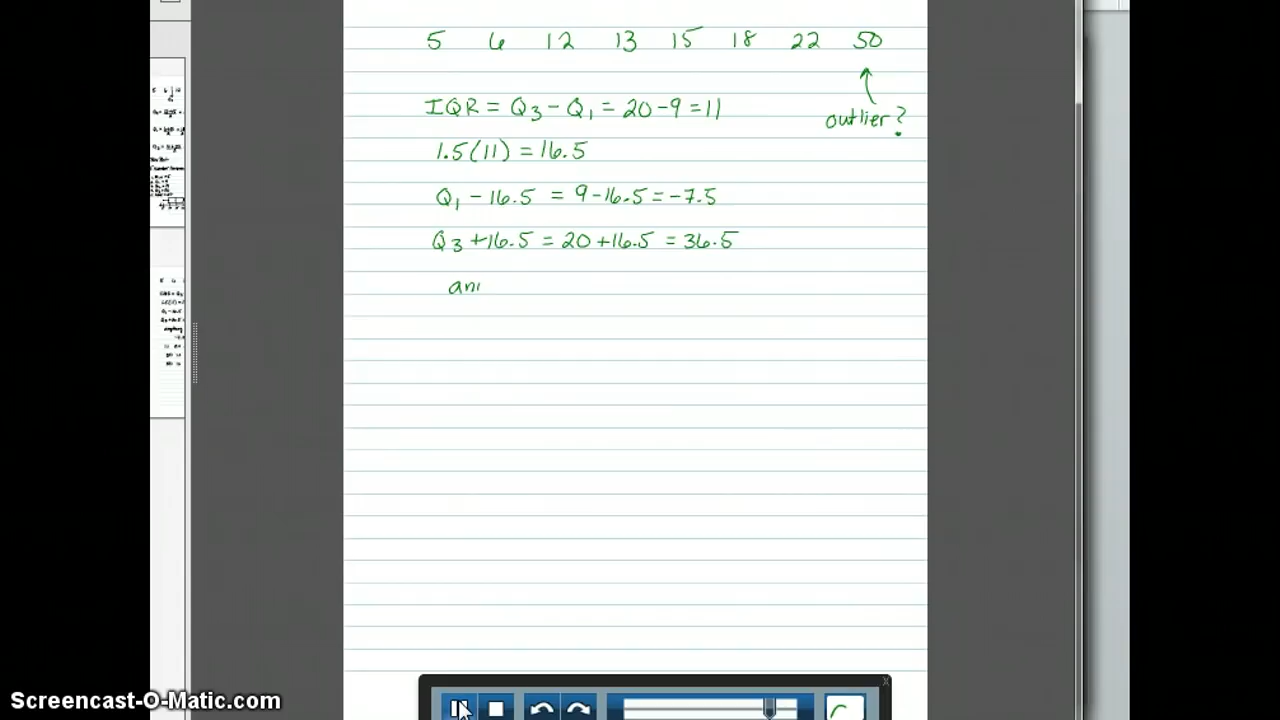 5 6 12 13 15 18 22 50
IQR = Q3 - Q1 = 20 - 9 = 11
outlier?
1.5(11) = 16.5
Q1 - 16.5 = 9 - 16.5 = -7.5
Q3 + 16.5 = 20 + 16.5 = 36.5
Screencast-O-Matic.com